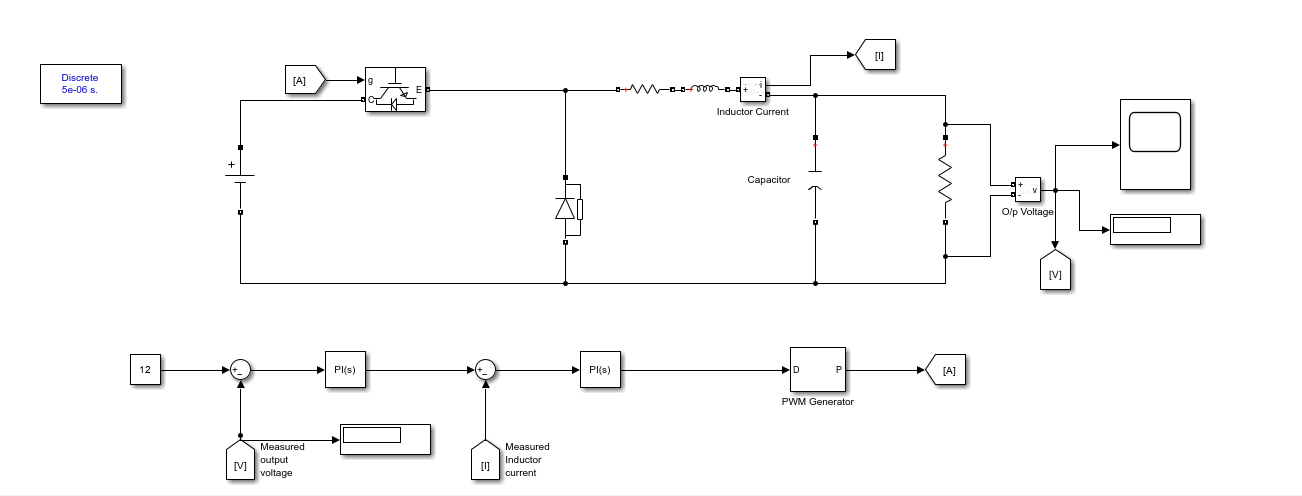 Discrete
5e-06 s.
[A]
g
C
E
+
i
+
-
Inductor Current
[I]
+
Capacitor
+
-
v
O/p Voltage
[V]
12
+
_
PI(s)
+
_
PI(s)
D
P
PWM Generator
[A]
[V]
Measured
output
voltage
[I]
Measured
Inductor
current